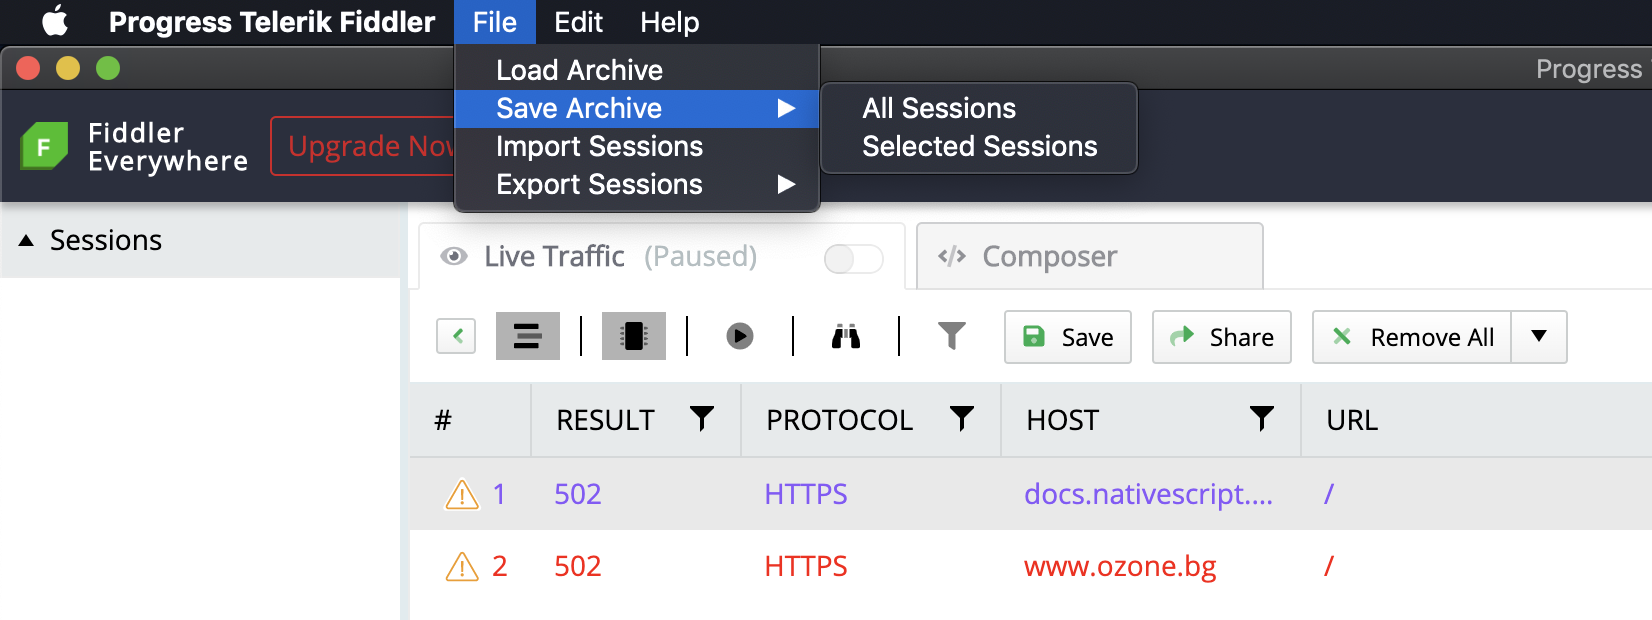 Progress Telerik Fiddler File Edit Help
Progress
Load Archive
Save Archive
Import Sessions
Export Sessions
All Sessions
Selected Sessions
F
Fiddler
Everywhere
Upgrade Now
Sessions
Live Traffic (Paused)
</> Composer
Save
Share
Remove All
# RESULT PROTOCOL HOST URL
1 502 HTTPS docs.nativescript.... /
2 502 HTTPS www.ozone.bg /